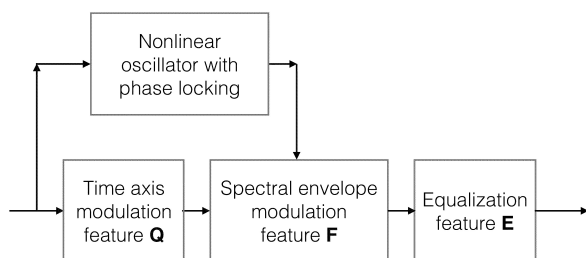 Nonlinear
oscillator with
phase locking
Time axis
modulation
feature Q
Spectral envelope
modulation
feature F
Equalization
feature E